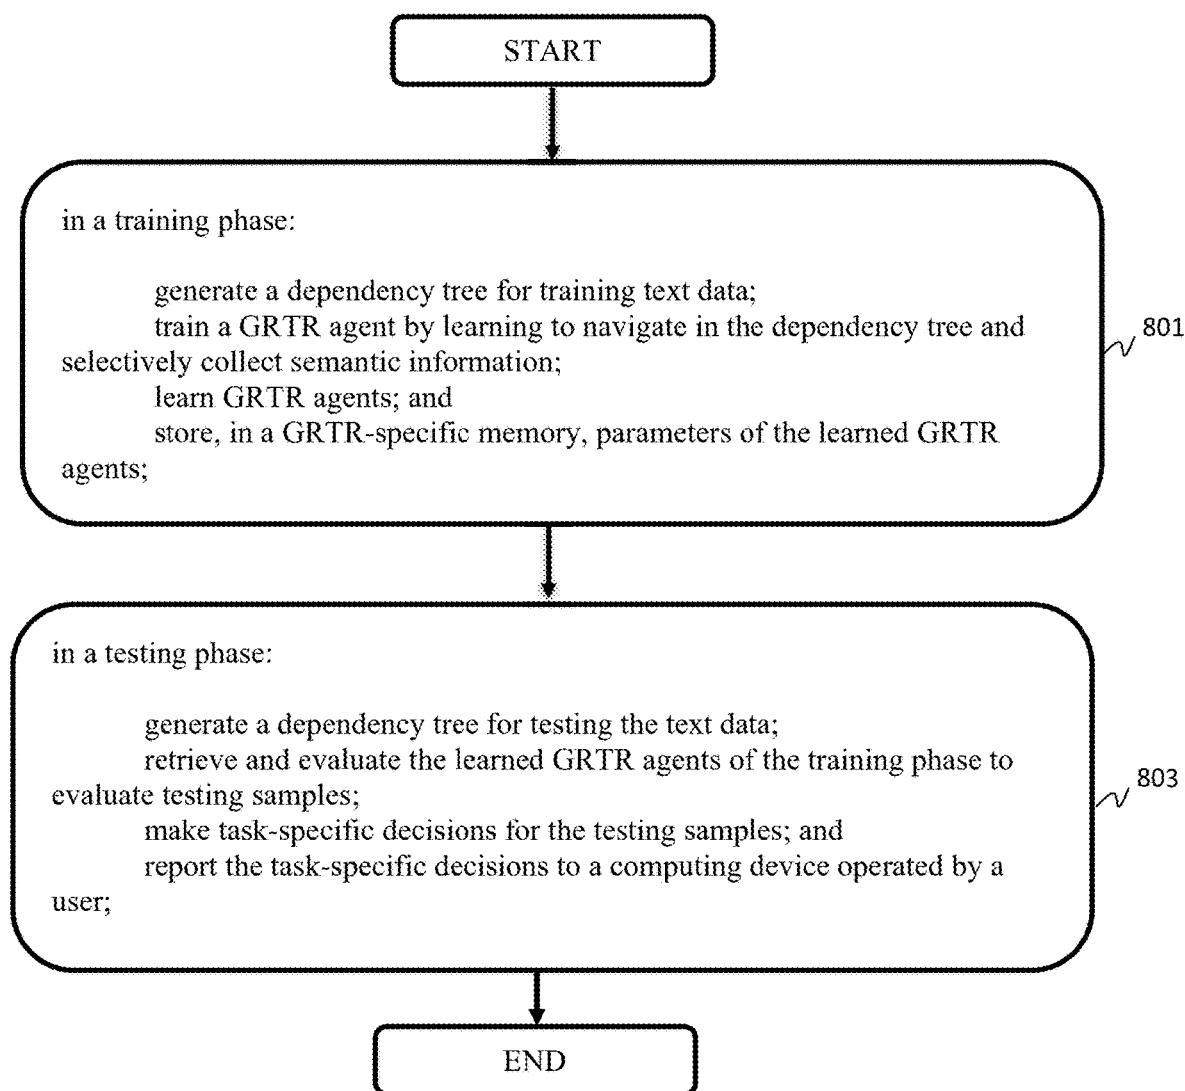 START
in a training phase:
generate a dependency tree for training text data;
train a GRTR agent by learning to navigate in the dependency tree and
selectively collect semantic information;
learn GRTR agents; and
store, in a GRTR-specific memory, parameters of the learned GRTR
agents;
801
in a testing phase:
generate a dependency tree for testing the text data;
retrieve and evaluate the learned GRTR agents of the training phase to
evaluate testing samples;
make task-specific decisions for the testing samples; and
report the task-specific decisions to a computing device operated by a
user;
803
END